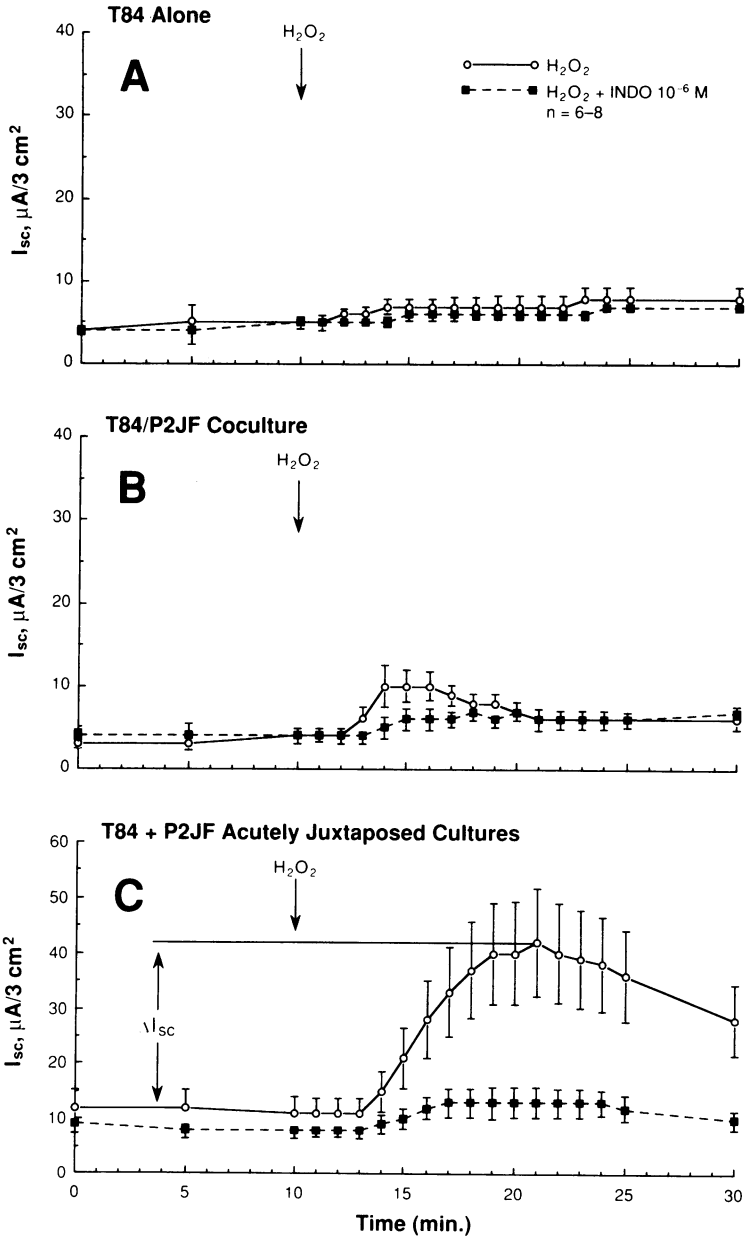 T84 Alone
H₂O₂
A
H₂O₂
H₂O₂ + INDO 10⁻⁶ M
n = 6–8
Isc, µA/3 cm²
40
30
20
10
0
T84/P2JF Coculture
H₂O₂
B
Isc, µA/3 cm²
40
30
20
10
0
T84 + P2JF Acutely Juxtaposed Cultures
H₂O₂
C
Isc, µA/3 cm²
60
50
40
30
20
10
0
\Isc
0 5 10 15 20 25 30
Time (min.)